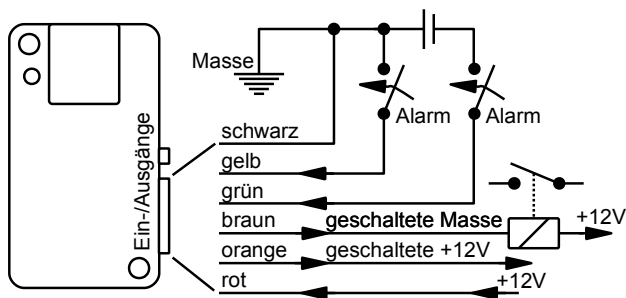 Masse
Alarm
Alarm
Ein-/Ausgänge
schwarz
gelb
grün
braun geschaltete Masse +12V
orange geschaltete +12V
rot +12V